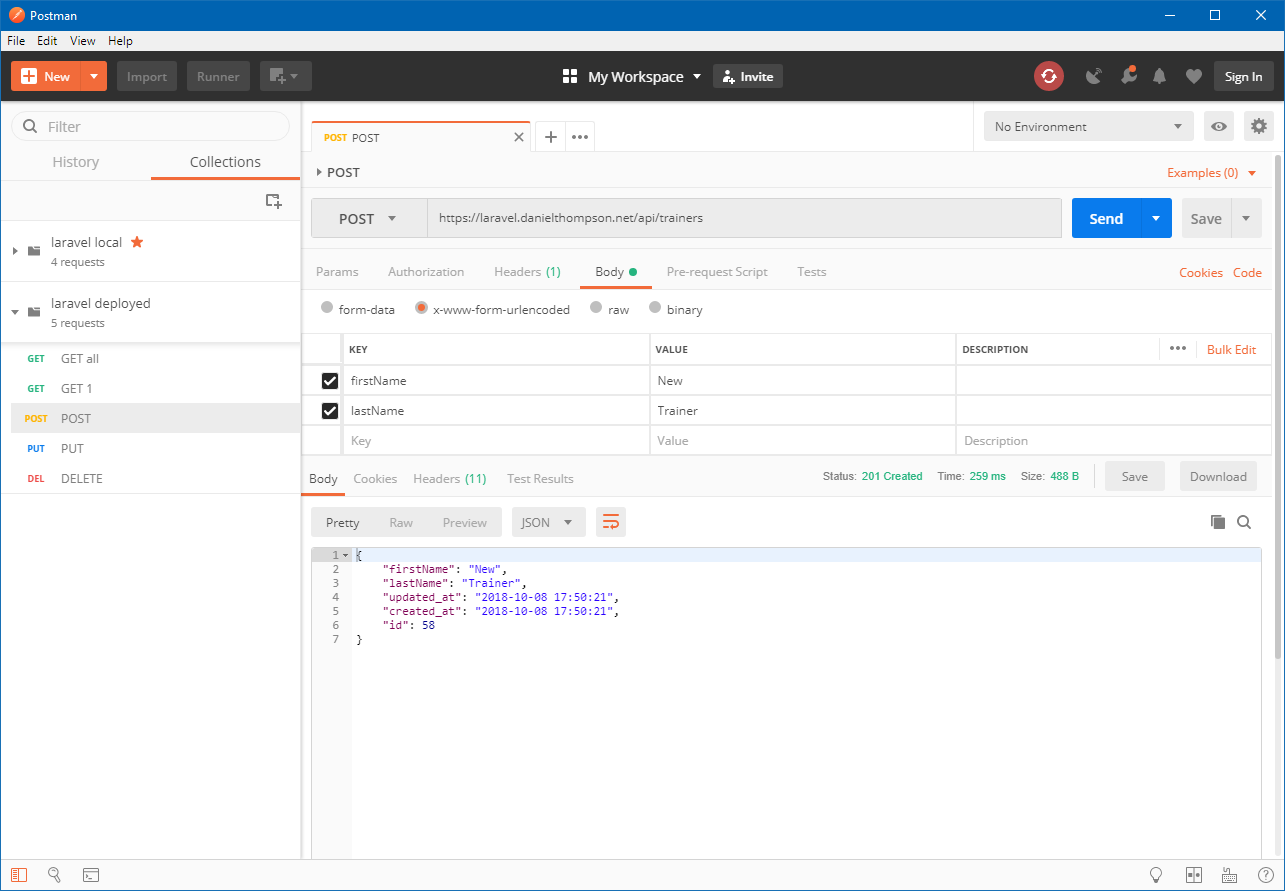 Postman
File Edit View Help
New Import Runner My Workspace Invite Sign In
Filter
History Collections
laravel local
4 requests
laravel deployed
5 requests
GET GET all
GET GET 1
POST POST
PUT PUT
DEL DELETE
POST POST
No Environment
POST
Examples (0)
POST https://laravel.danielthompson.net/api/trainers Send Save
Params Authorization Headers (1) Body Pre-request Script Tests Cookies Code
form-data x-www-form-urlencoded raw binary
KEY VALUE DESCRIPTION Bulk Edit
firstName New
lastName Trainer
Key Value Description
Body Cookies Headers (11) Test Results Status: 201 Created Time: 259 ms Size: 488 B Save Download
Pretty Raw Preview JSON
1 {
2 "firstName": "New",
3 "lastName": "Trainer",
4 "updated_at": "2018-10-08 17:50:21",
5 "created_at": "2018-10-08 17:50:21",
6 "id": 58
7 }